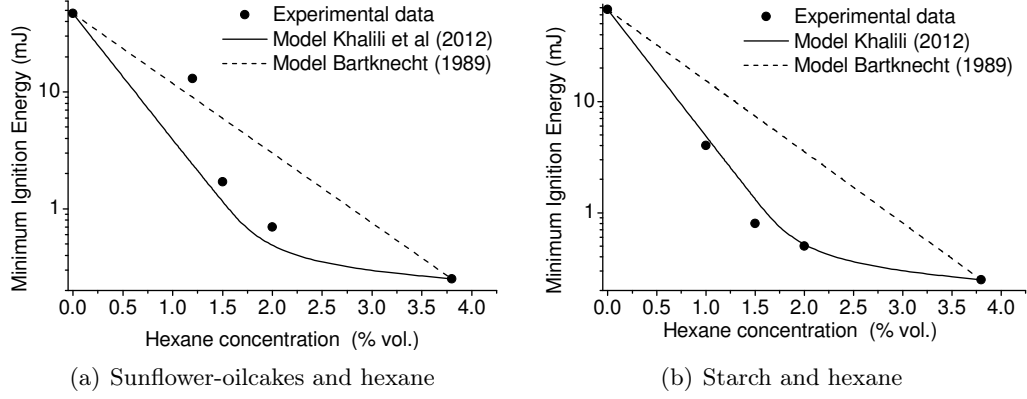 Experimental data
Model Khalili et al (2012)
Model Bartknecht (1989)
Minimum Ignition Energy (mJ)
10
1
0.0 0.5 1.0 1.5 2.0 2.5 3.0 3.5 4.0
Hexane concentration (% vol.)
(a) Sunflower-oilcakes and hexane
Experimental data
Model Khalili (2012)
Model Bartknecht (1989)
Minimum Ignition Energy (mJ)
10
1
0.0 0.5 1.0 1.5 2.0 2.5 3.0 3.5 4.0
Hexane concentration (% vol.)
(b) Starch and hexane